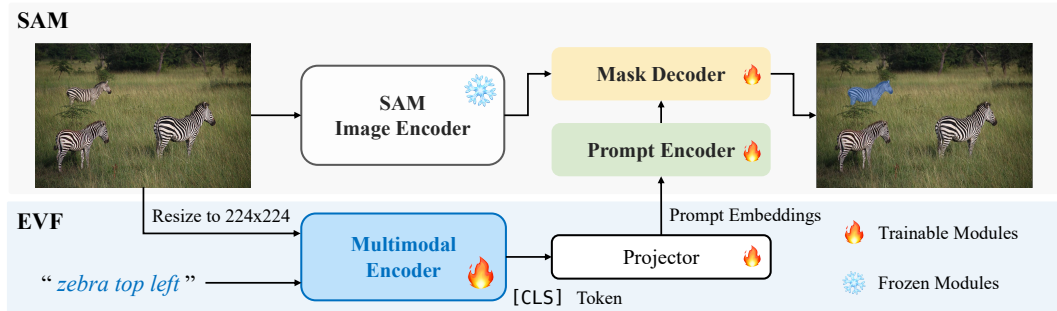 SAM
SAM
Image Encoder
Mask Decoder
Prompt Encoder
EVF
Resize to 224x224
Prompt Embeddings
Multimodal
Encoder
Projector
“ zebra top left ”
[CLS] Token
Trainable Modules
Frozen Modules